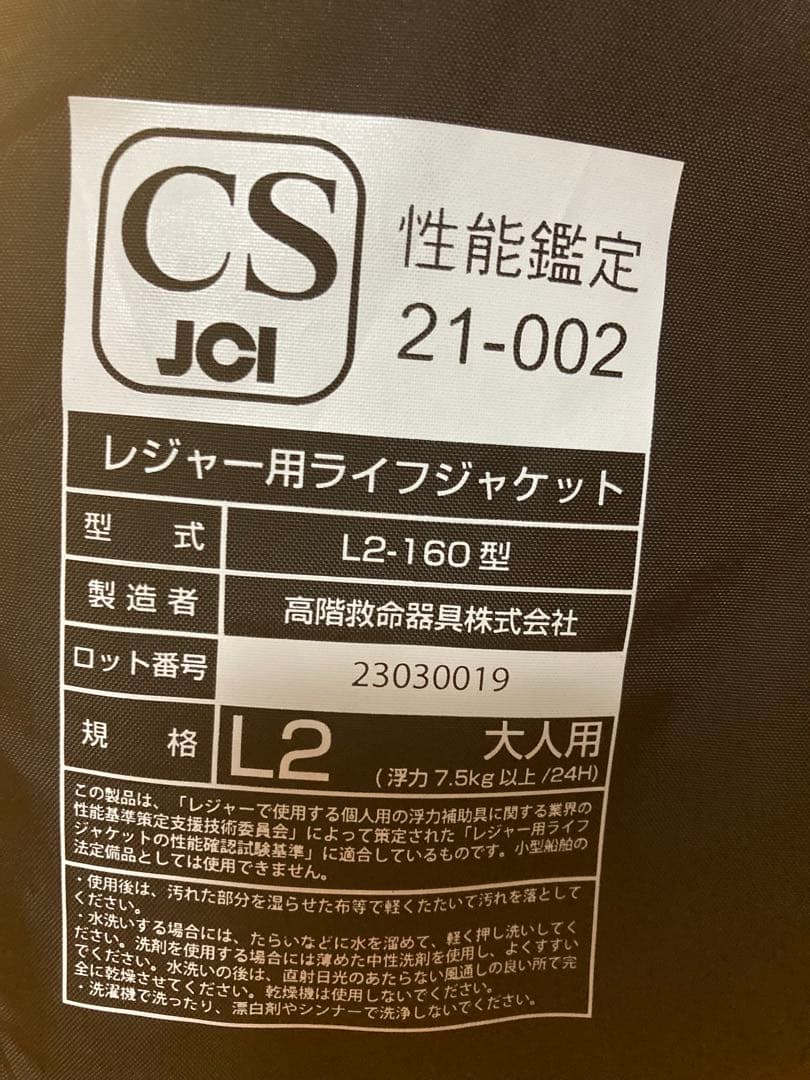 CS
JCI
性能鑑定
21-002
レジャー用ライフジャケット
型 式 L2-160型
製造者 高階救命器具株式会社
ロット番号 23030019
規 格 L2 大人用
(浮力7.5kg以上/24H)
この製品は、「レジャーで使用する個人用の浮力補助具に関する業界の
性能基準策定支援技術委員会」によって策定された「レジャー用ライフ
ジャケットの性能確認試験基準」に適合しているものです。小型船舶の
法定備品としては使用できません。
・使用後は、汚れた部分を湿らせた布等で軽くたたいて汚れを落として
ください。
・水洗いする場合には、たらいなどに水を溜めて、軽く押し洗いしてく
ださい。洗剤を使用する場合には薄めた中性洗剤を使用し、よくすすい
でください。水洗いの後は、直射日光のあたらない風通しの良い所で完
全に乾燥させてください。乾燥機は使用しないでください。
・洗濯機で洗ったり、漂白剤やシンナーで洗浄しないでください。